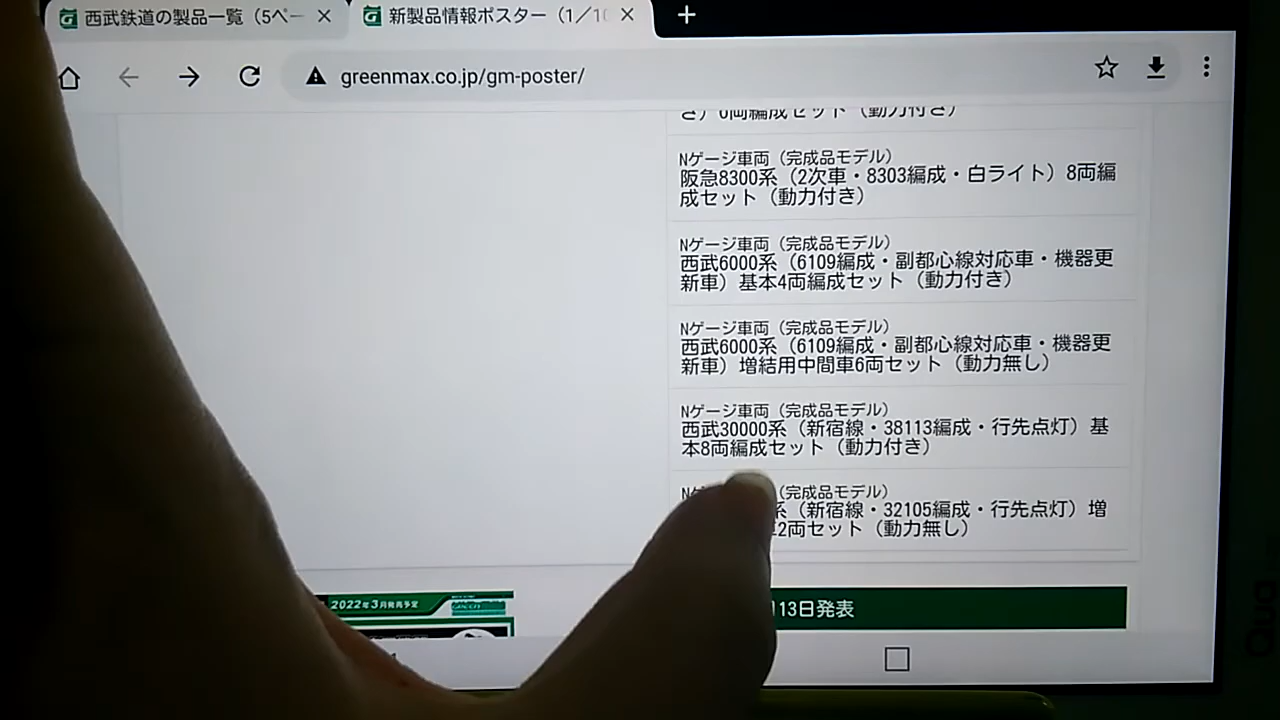 西武鉄道の製品一覧（5ペー
新製品情報ポスター（1／10
greenmax.co.jp/gm-poster/
き）6両編成セット（動力付き）
Nゲージ車両（完成品モデル）
阪急8300系（2次車・8303編成・白ライト）8両編
成セット（動力付き）
Nゲージ車両（完成品モデル）
西武6000系（6109編成・副都心線対応車・機器更
新車）基本4両編成セット（動力付き）
Nゲージ車両（完成品モデル）
西武6000系（6109編成・副都心線対応車・機器更
新車）増結用中間車6両セット（動力無し）
Nゲージ車両（完成品モデル）
西武30000系（新宿線・38113編成・行先点灯）基
本8両編成セット（動力付き）
（完成品モデル）
系（新宿線・32105編成・行先点灯）増
2両セット（動力無し）
2022年3月発売予定
13日発表
Qua